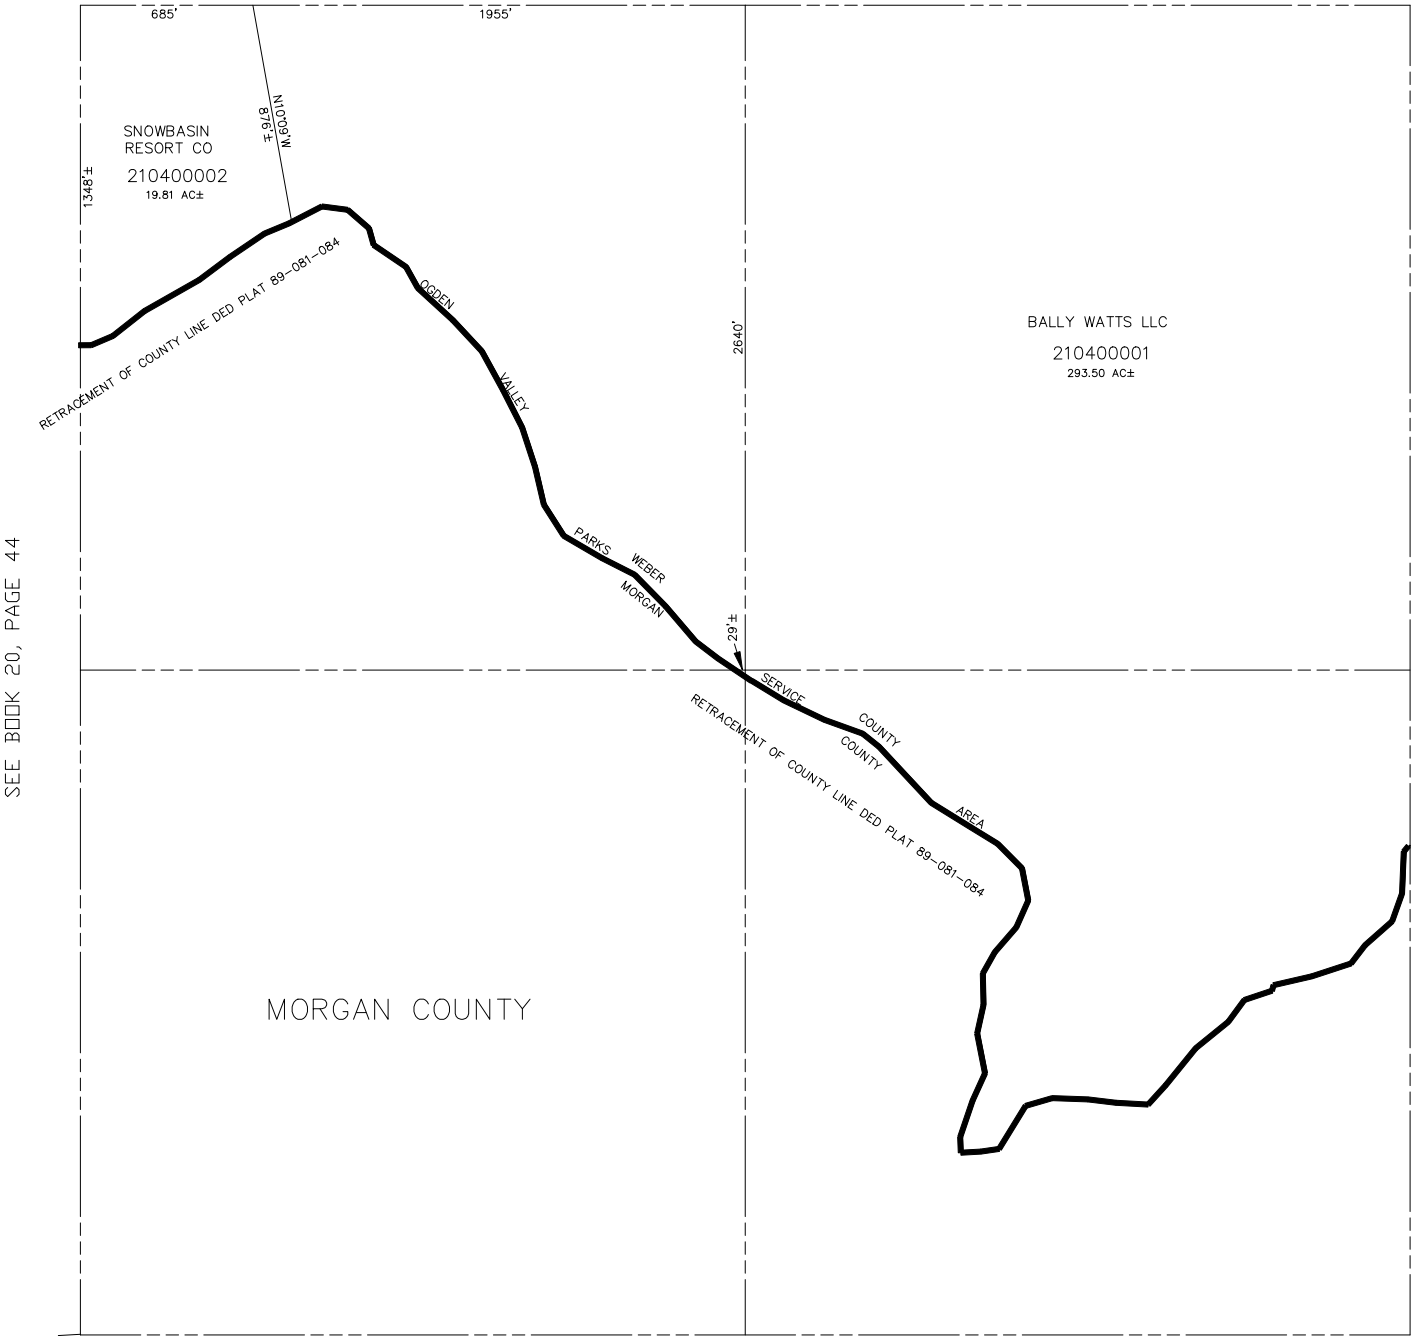 685'
1955'
N10°09'W
876'±
SNOWBASIN
RESORT CO
210400002
19.81 AC±
1348'±
RETRACEMENT OF COUNTY LINE DED PLAT 89-081-084
OGDEN
VALLEY
2640'
BALLY WATTS LLC
210400001
293.50 AC±
PARKS
WEBER
MORGAN
SEE BOOK 20, PAGE 44
29'±
SERVICE
COUNTY
COUNTY
RETRACEMENT OF COUNTY LINE DED PLAT 89-081-084
AREA
MORGAN COUNTY